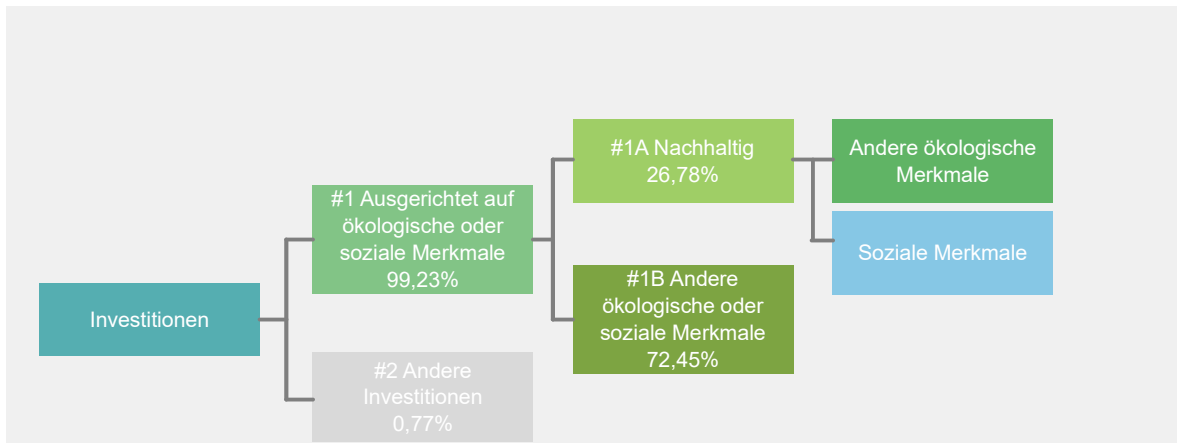 Investitionen
#1 Ausgerichtet auf
ökologische oder
soziale Merkmale
99,23%
#2 Andere
Investitionen
0,77%
#1A Nachhaltig
26,78%
#1B Andere
ökologische oder
soziale Merkmale
72,45%
Andere ökologische
Merkmale
Soziale Merkmale